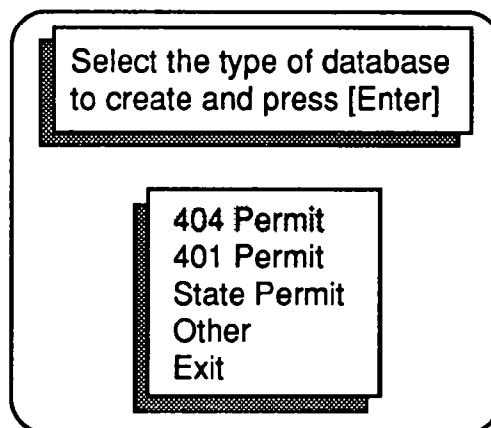 Select the type of database
to create and press [Enter]
404 Permit
401 Permit
State Permit
Other
Exit